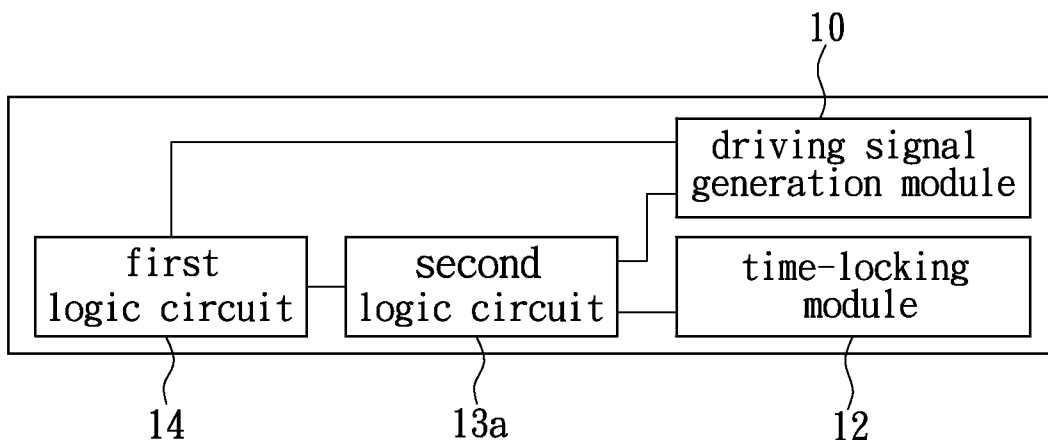 10
driving signal
generation module
first
logic circuit
second
logic circuit
time-locking
module
14
13a
12